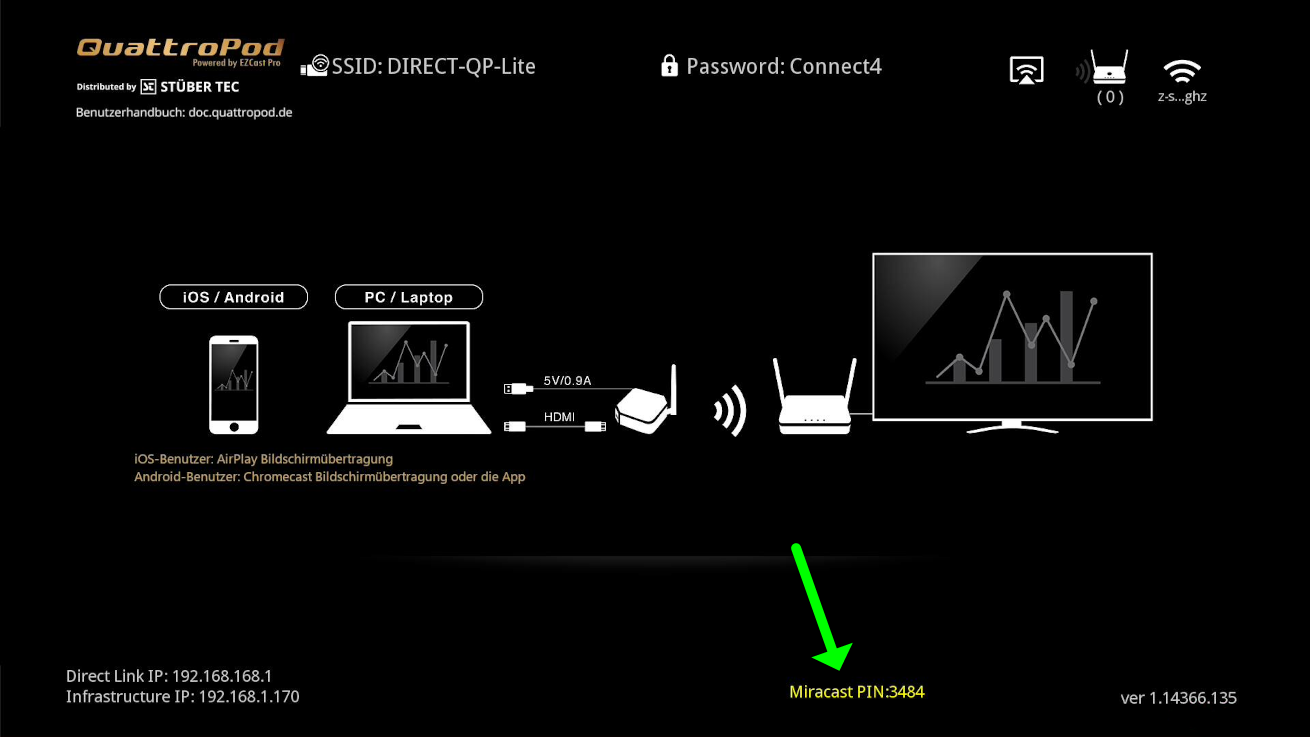 QuattroPod
Powered by EZCast Pro
Distributed by STÜBER TEC
Benutzerhandbuch: doc.quattropod.de
SSID: DIRECT-QP-Lite
Password: Connect4
( 0 )
z-s...ghz
iOS / Android
PC / Laptop
5V/0.9A
HDMI
iOS-Benutzer: AirPlay Bildschirmübertragung
Android-Benutzer: Chromecast Bildschirmübertragung oder die App
Direct Link IP: 192.168.168.1
Infrastructure IP: 192.168.1.170
Miracast PIN:3484
ver 1.14366.135